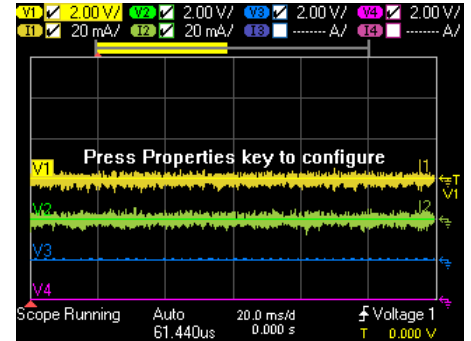 V1 2.00 V/ V2 2.00 V/ V3 2.00 V/ V4 2.00 V/
I1 20 mA/ I2 20 mA/ I3 ------- A/ I4 ------- A/
Press Properties key to configure
V1 I1
T
V1
V2 I2
V3
V4
Scope Running Auto 20.0 ms/d Voltage 1
61.440us 0.000 s T 0.000 V